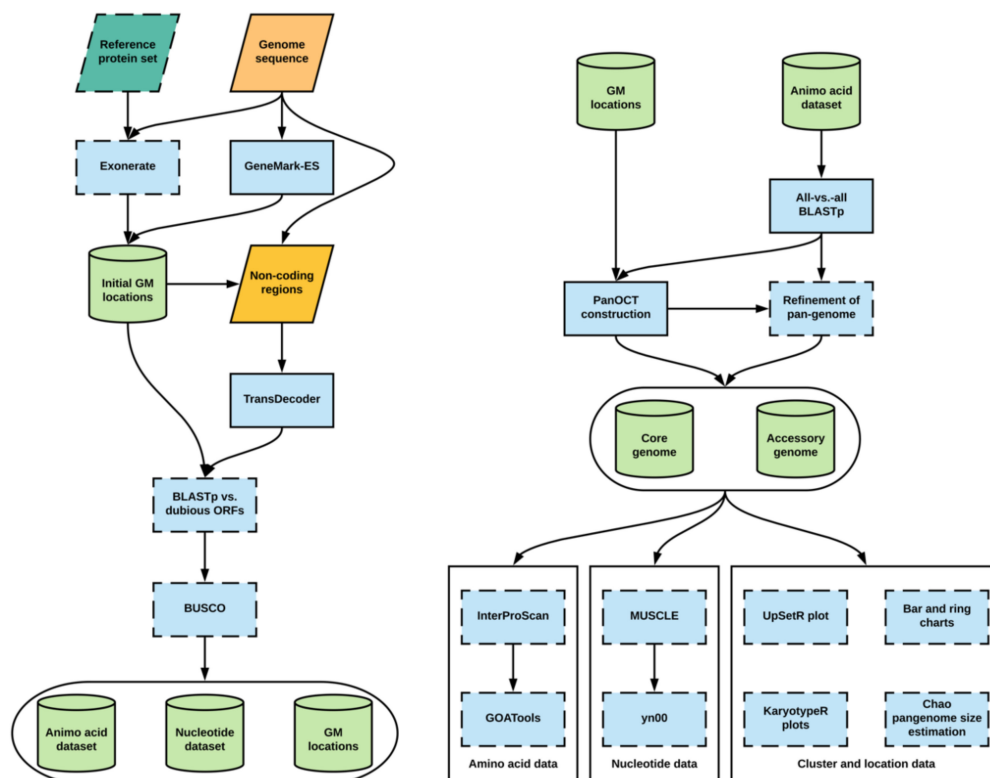 Reference
protein set
Genome
sequence
Exonerate
GeneMark-ES
Initial GM
locations
Non-coding
regions
TransDecoder
BLASTp vs.
dubious ORFs
BUSCO
Animo acid
dataset
Nucleotide
dataset
GM
locations
GM
locations
Animo acid
dataset
All-vs.-all
BLASTp
PanOCT
construction
Refinement of
pan-genome
Core
genome
Accessory
genome
InterProScan
GOATools
Amino acid data
MUSCLE
yn00
Nucleotide data
UpSetR plot
Bar and ring
charts
KaryotypeR
plots
Chao
pangenome size
estimation
Cluster and location data